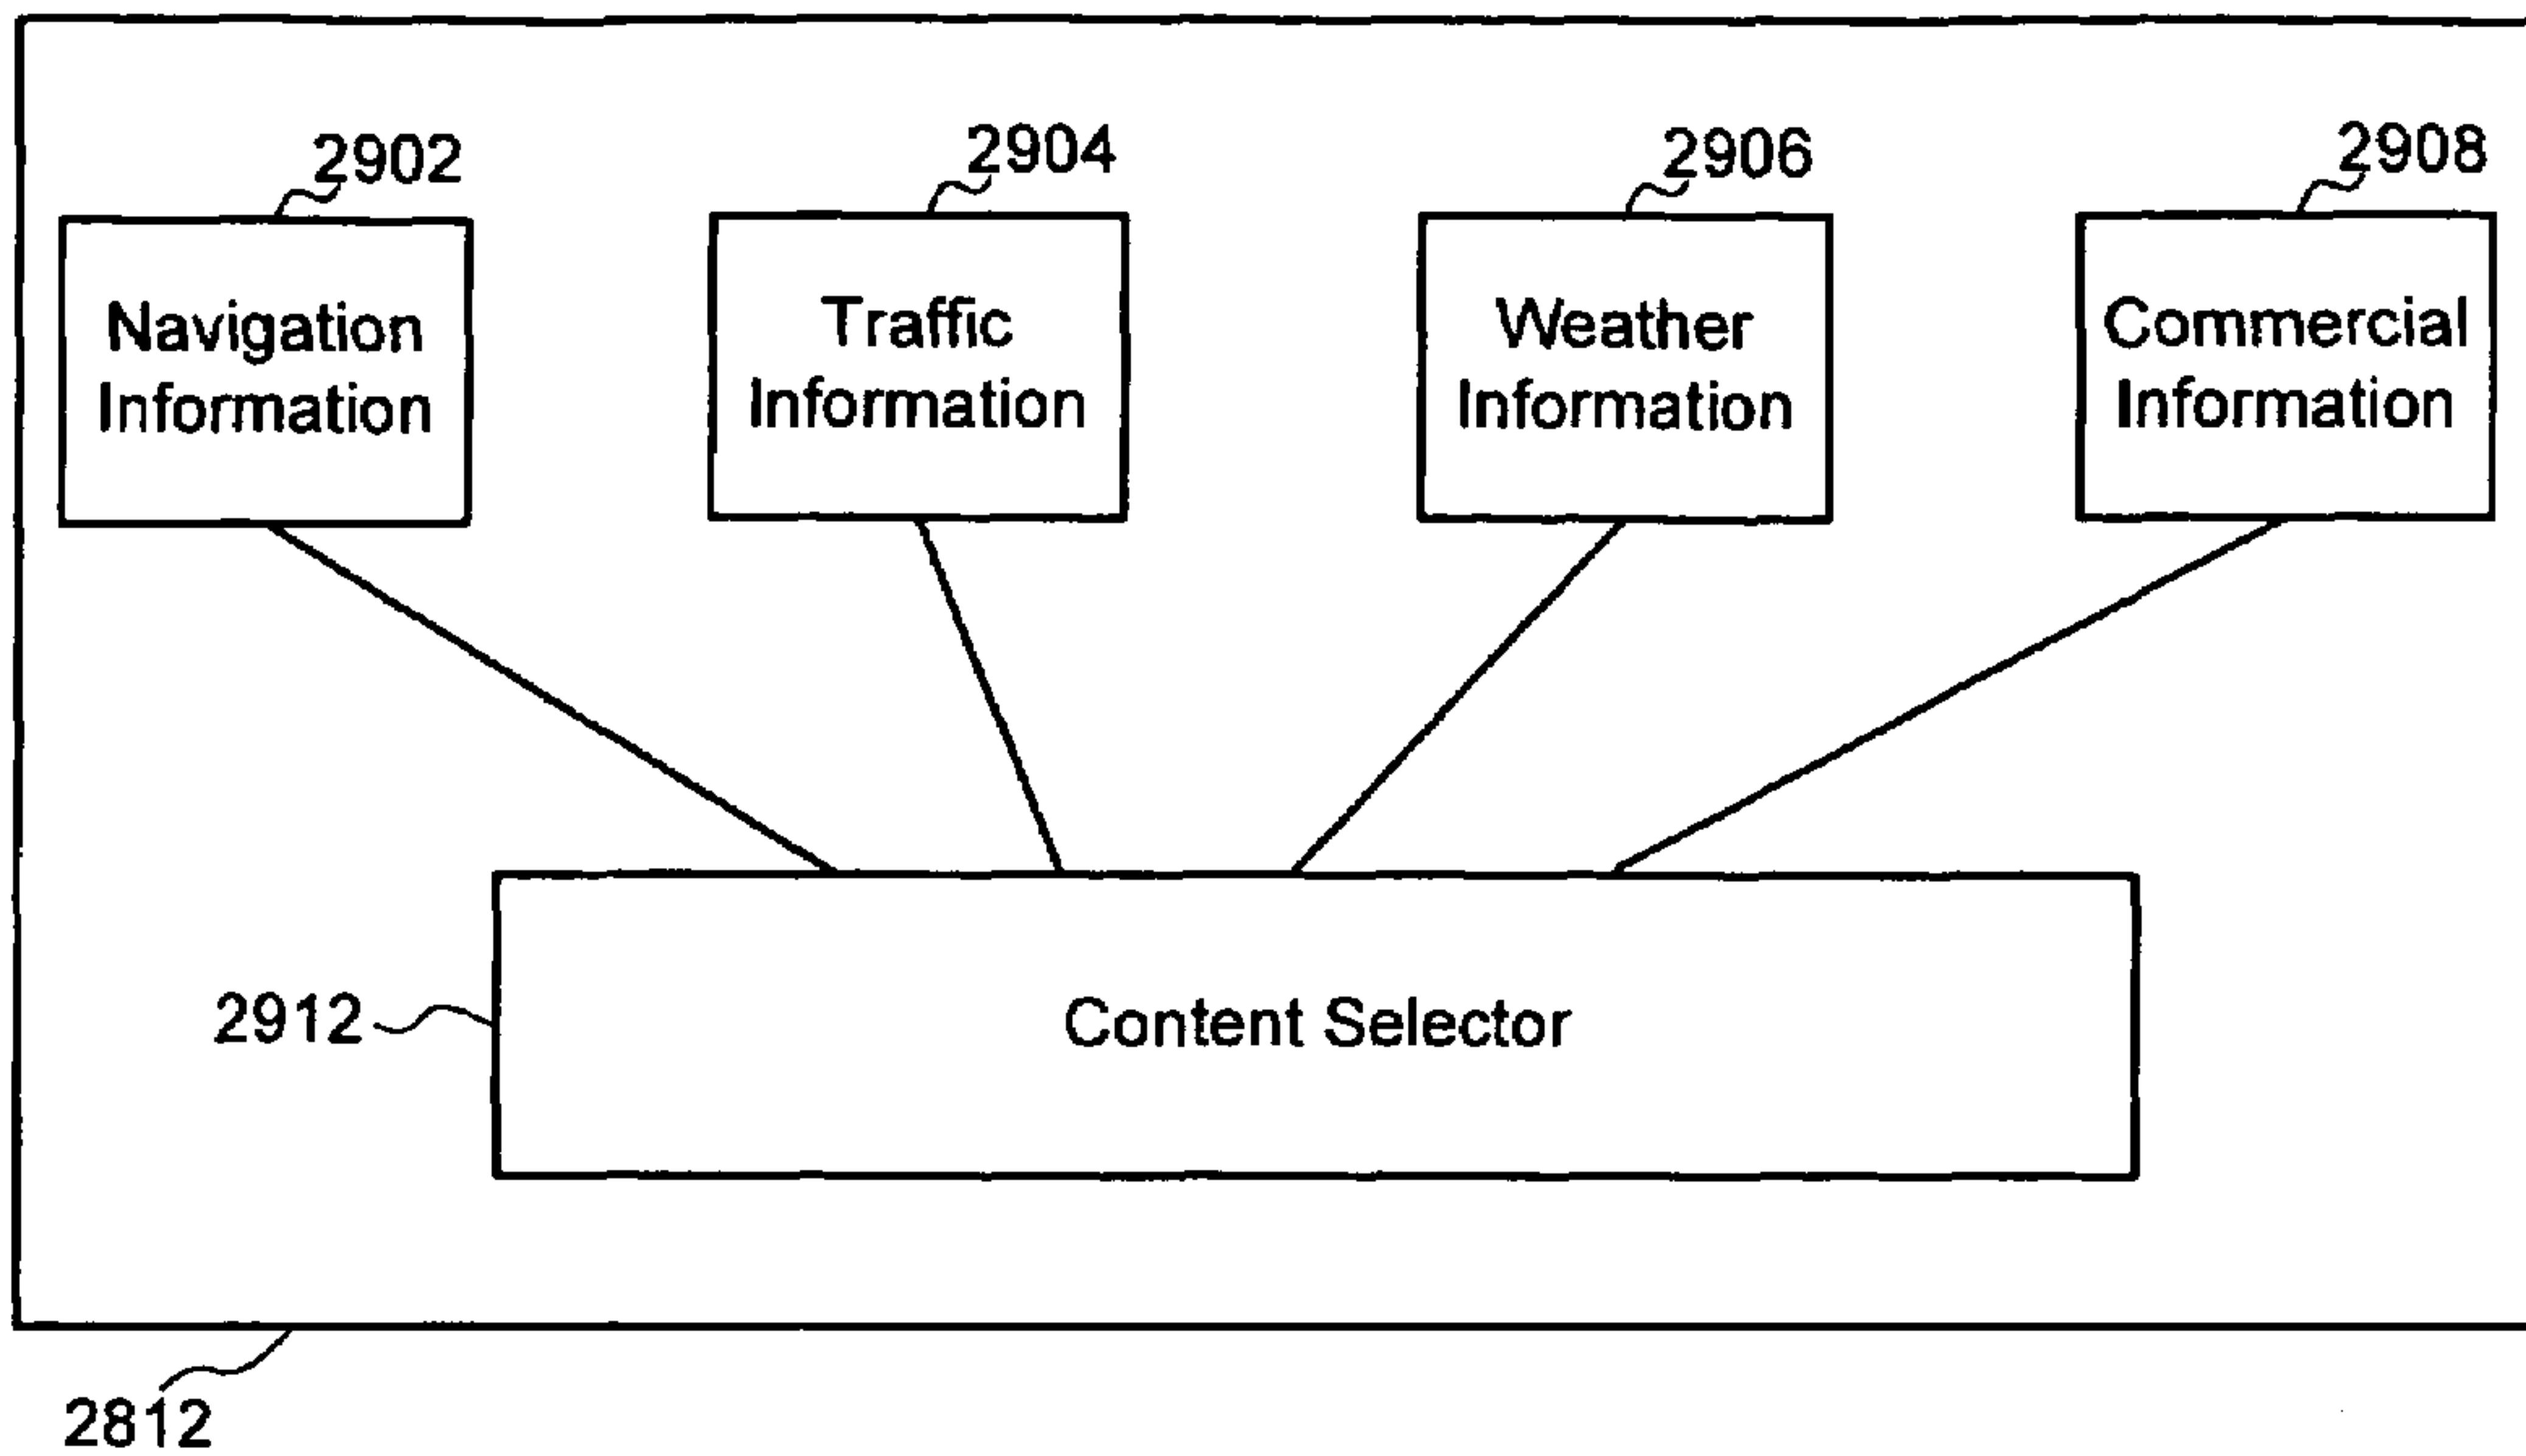 2902
2904
2906
2908
Navigation
Information
Traffic
Information
Weather
Information
Commercial
Information
2912
Content Selector
2812